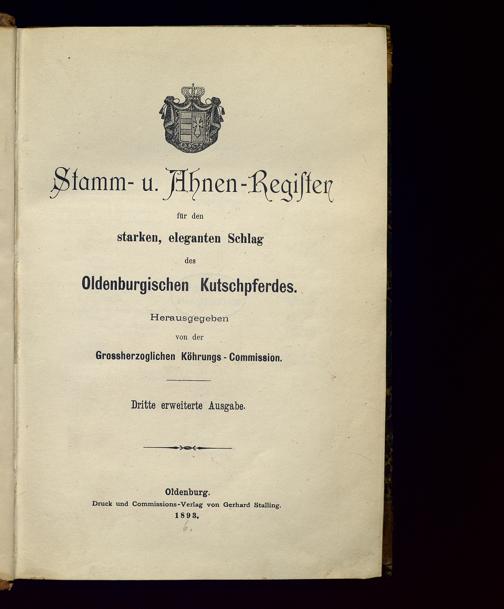 Stamm- u. Ahnen-Regiſter
für den
starken, eleganten Schlag
des
Oldenburgischen Kutschpferdes.
Herausgegeben
von der
Grossherzoglichen Köhrungs-Commission.
Dritte erweiterte Ausgabe.
Oldenburg.
Druck und Commissions-Verlag von Gerhard Stalling.
1893.